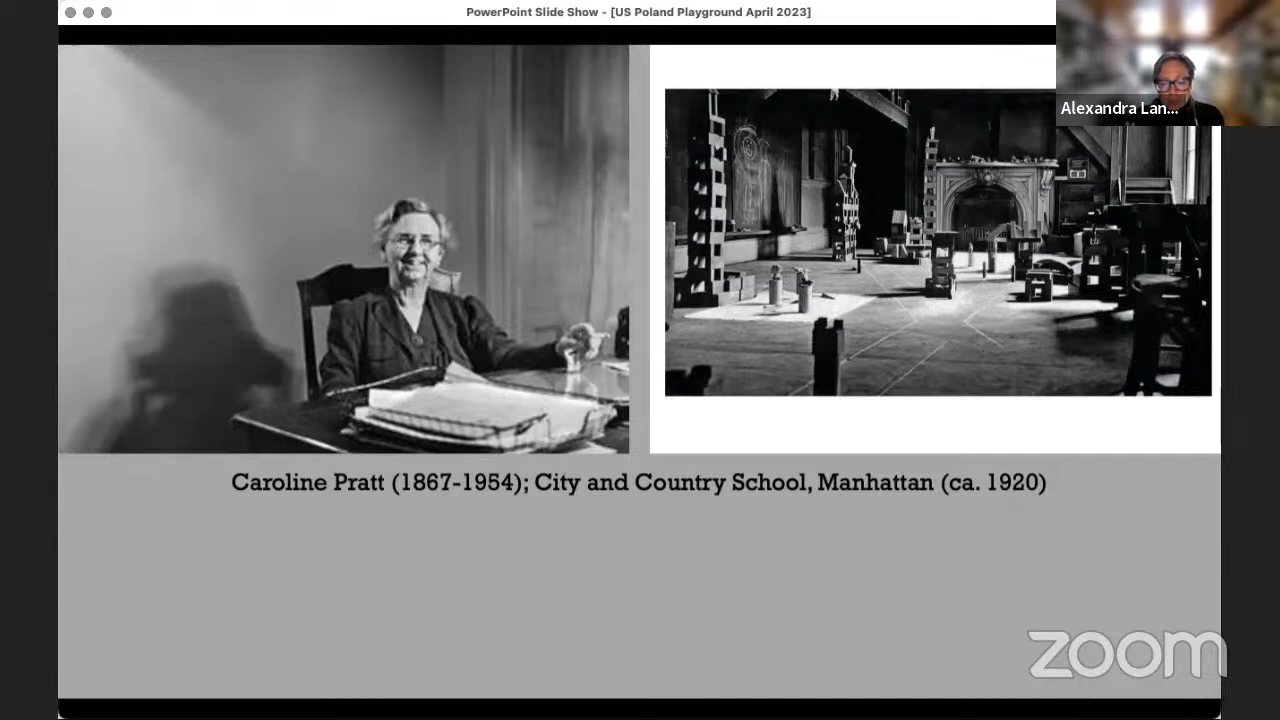 PowerPoint Slide Show - [US Poland Playground April 2023]
Alexandra Lan...
Caroline Pratt (1867-1954); City and Country School, Manhattan (ca. 1920)
zoom